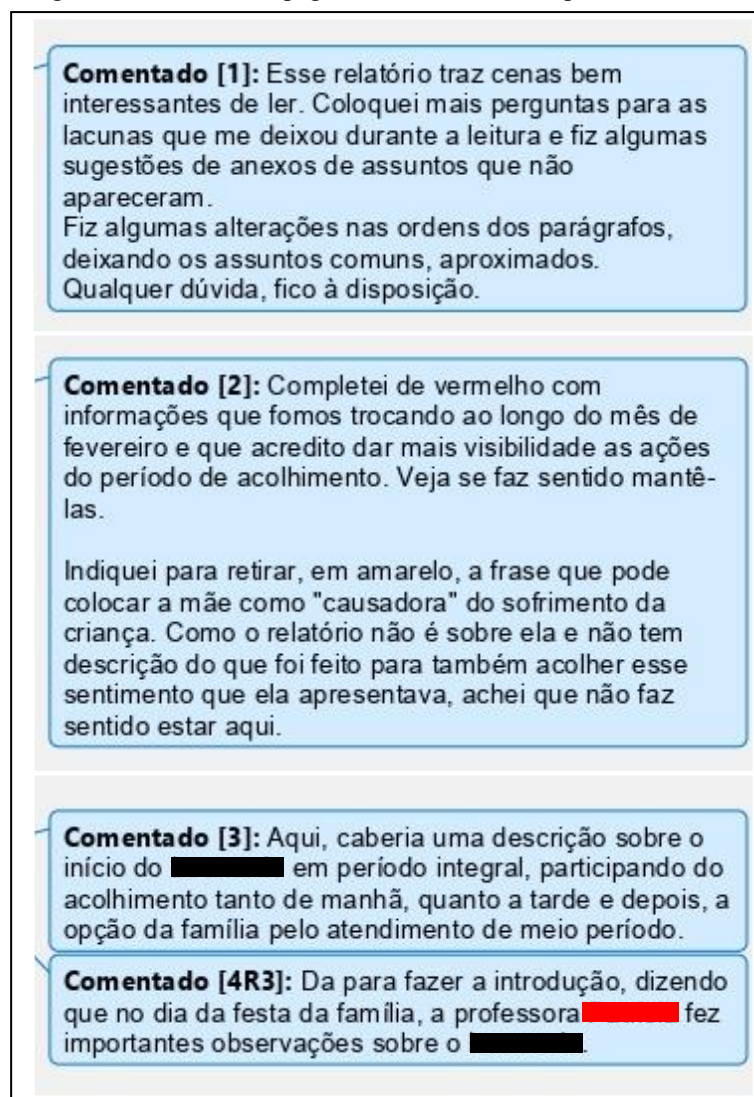 Comentado [1]: Esse relatório traz cenas bem
interessantes de ler. Coloquei mais perguntas para as
lacunas que me deixou durante a leitura e fiz algumas
sugestões de anexos de assuntos que não
apareceram.
Fiz algumas alterações nas ordens dos parágrafos,
deixando os assuntos comuns, aproximados.
Qualquer dúvida, fico à disposição.
Comentado [2]: Completei de vermelho com
informações que fomos trocando ao longo do mês de
fevereiro e que acredito dar mais visibilidade as ações
do período de acolhimento. Veja se faz sentido mantê-
las.
Indiquei para retirar, em amarelo, a frase que pode
colocar a mãe como "causadora" do sofrimento da
criança. Como o relatório não é sobre ela e não tem
descrição do que foi feito para também acolher esse
sentimento que ela apresentava, achei que não faz
sentido estar aqui.
Comentado [3]: Aqui, caberia uma descrição sobre o
início do em período integral, participando do
acolhimento tanto de manhã, quanto a tarde e depois, a
opção da família pelo atendimento de meio período.
Comentado [4R3]: Da para fazer a introdução, dizendo
que no dia da festa da família, a professora fez
importantes observações sobre o .